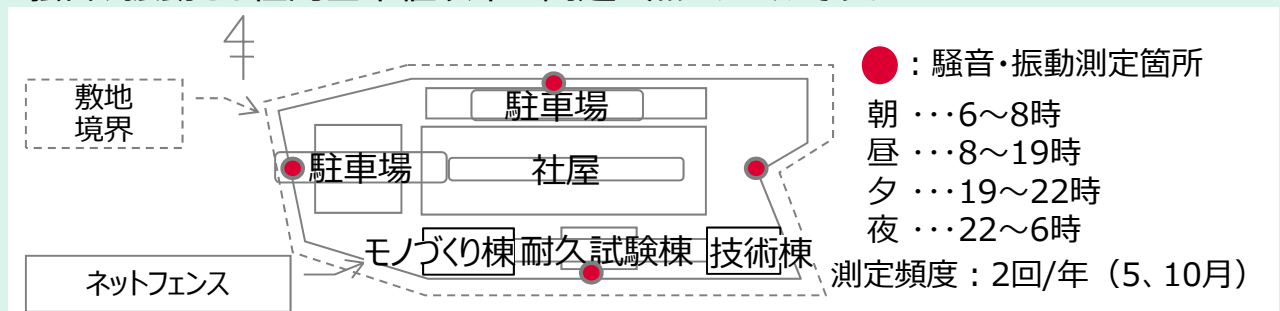 敷地
境界
ネットフェンス
駐車場
駐車場
社屋
モノづくり棟
耐久試験棟
技術棟
：騒音・振動測定箇所
朝 ･･･6～8時
昼 ･･･8～19時
夕 ･･･19～22時
夜 ･･･22～6時
測定頻度：2回/年（5、10月）